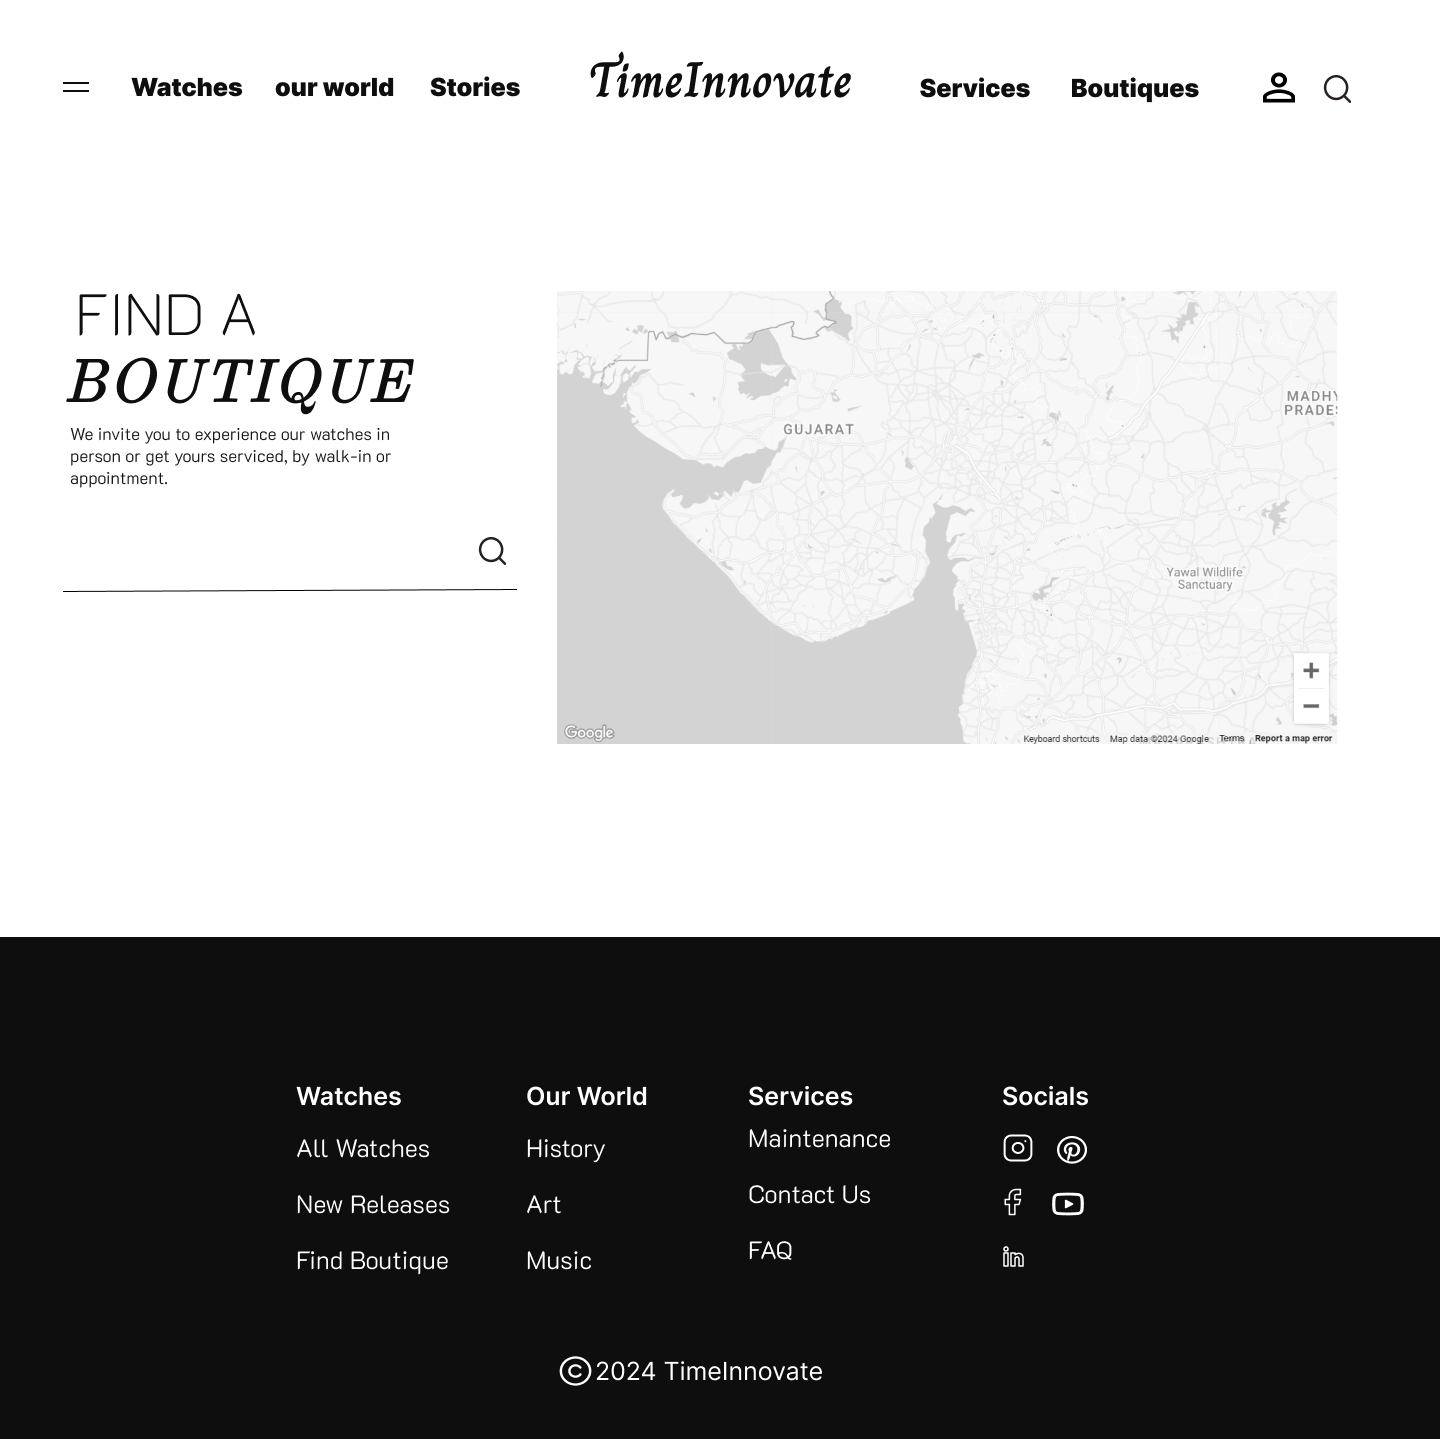 Watches our world Stories TimeInnovate Services Boutiques
FIND A
BOUTIQUE
We invite you to experience our watches in
person or get yours serviced, by walk-in or
appointment.
MADHY
PRADES
GUJARAT
Yawal Wildlife
Sanctuary
Google
Keyboard shortcuts Map data ©2024 Google Terms Report a map error
Watches Our World Services Socials
All Watches History Maintenance
New Releases Art Contact Us
Find Boutique Music FAQ
©2024 TimeInnovate